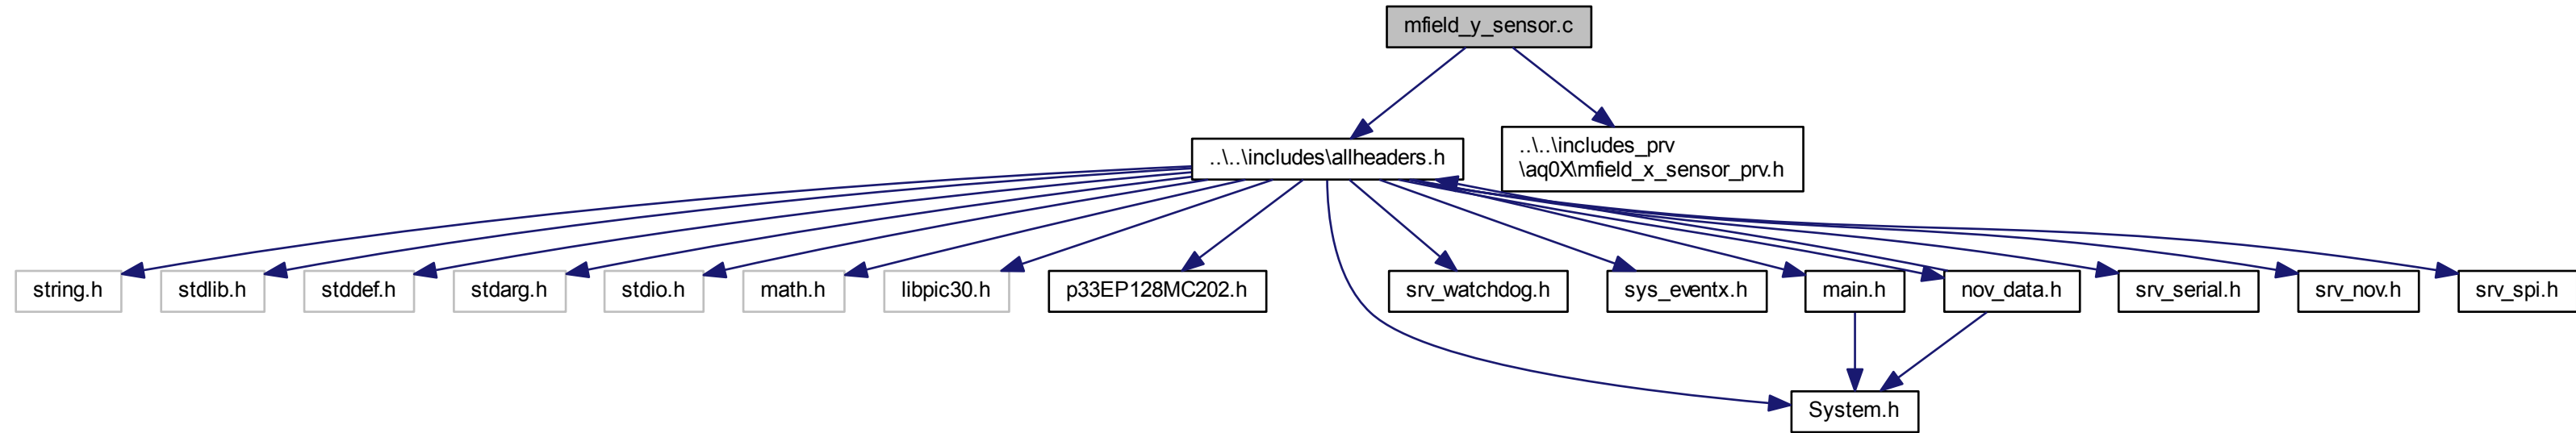 mfield_y_sensor.c
..\..\includes\allheaders.h
..\..\includes_prv
\aq0X\mfield_x_sensor_prv.h
string.h
stdlib.h
stddef.h
stdarg.h
stdio.h
math.h
libpic30.h
p33EP128MC202.h
srv_watchdog.h
sys_eventx.h
main.h
nov_data.h
srv_serial.h
srv_nov.h
srv_spi.h
System.h